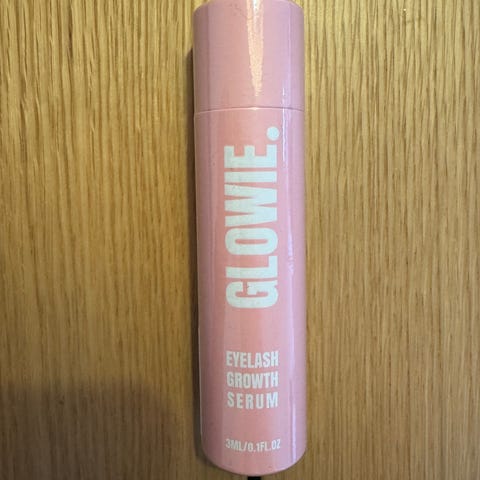 GLOWIE.
EYELASH
GROWTH
SERUM
3ML/0.1FL.OZ